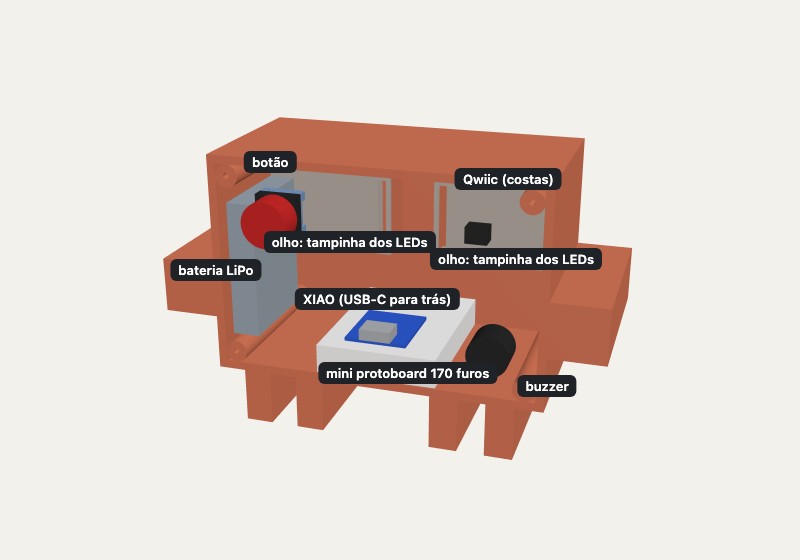 botão
Qwiic (costas)
olho: tampinha dos LEDs
olho: tampinha dos LEDs
bateria LiPo
XIAO (USB-C para trás)
mini protoboard 170 furos
buzzer